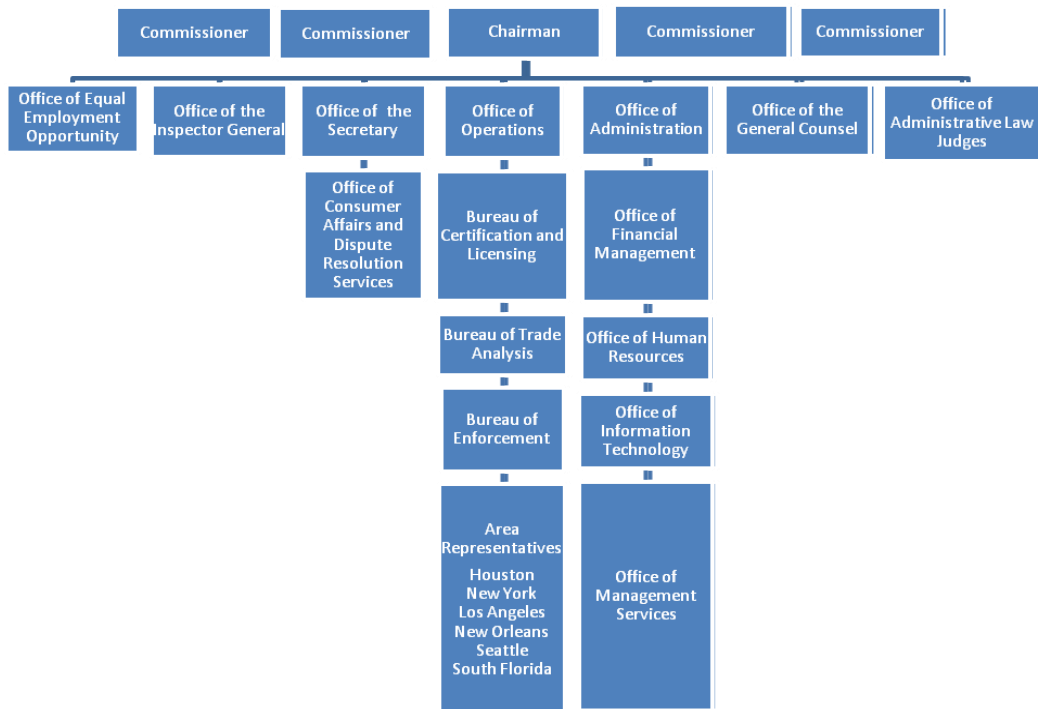 Commissioner
Commissioner
Chairman
Commissioner
Commissioner
Office of Equal
Employment
Opportunity
Office of the
Inspector General
Office of  the
Secretary
Office of
Operations
Office of
Administration
Office of the
General Counsel
Office of
Administrative Law
Judges
Office of
Consumer
Affairs and
Dispute
Resolution
Services
Bureau of
Certification and
Licensing
Office of
Financial
Management
Bureau of Trade
Analysis
Office of Human
Resources
Bureau of
Enforcement
Office of
Information
Technology
Area
Representatives
Houston
New York
Los Angeles
New Orleans
Seattle
South Florida
Office of
Management
Services